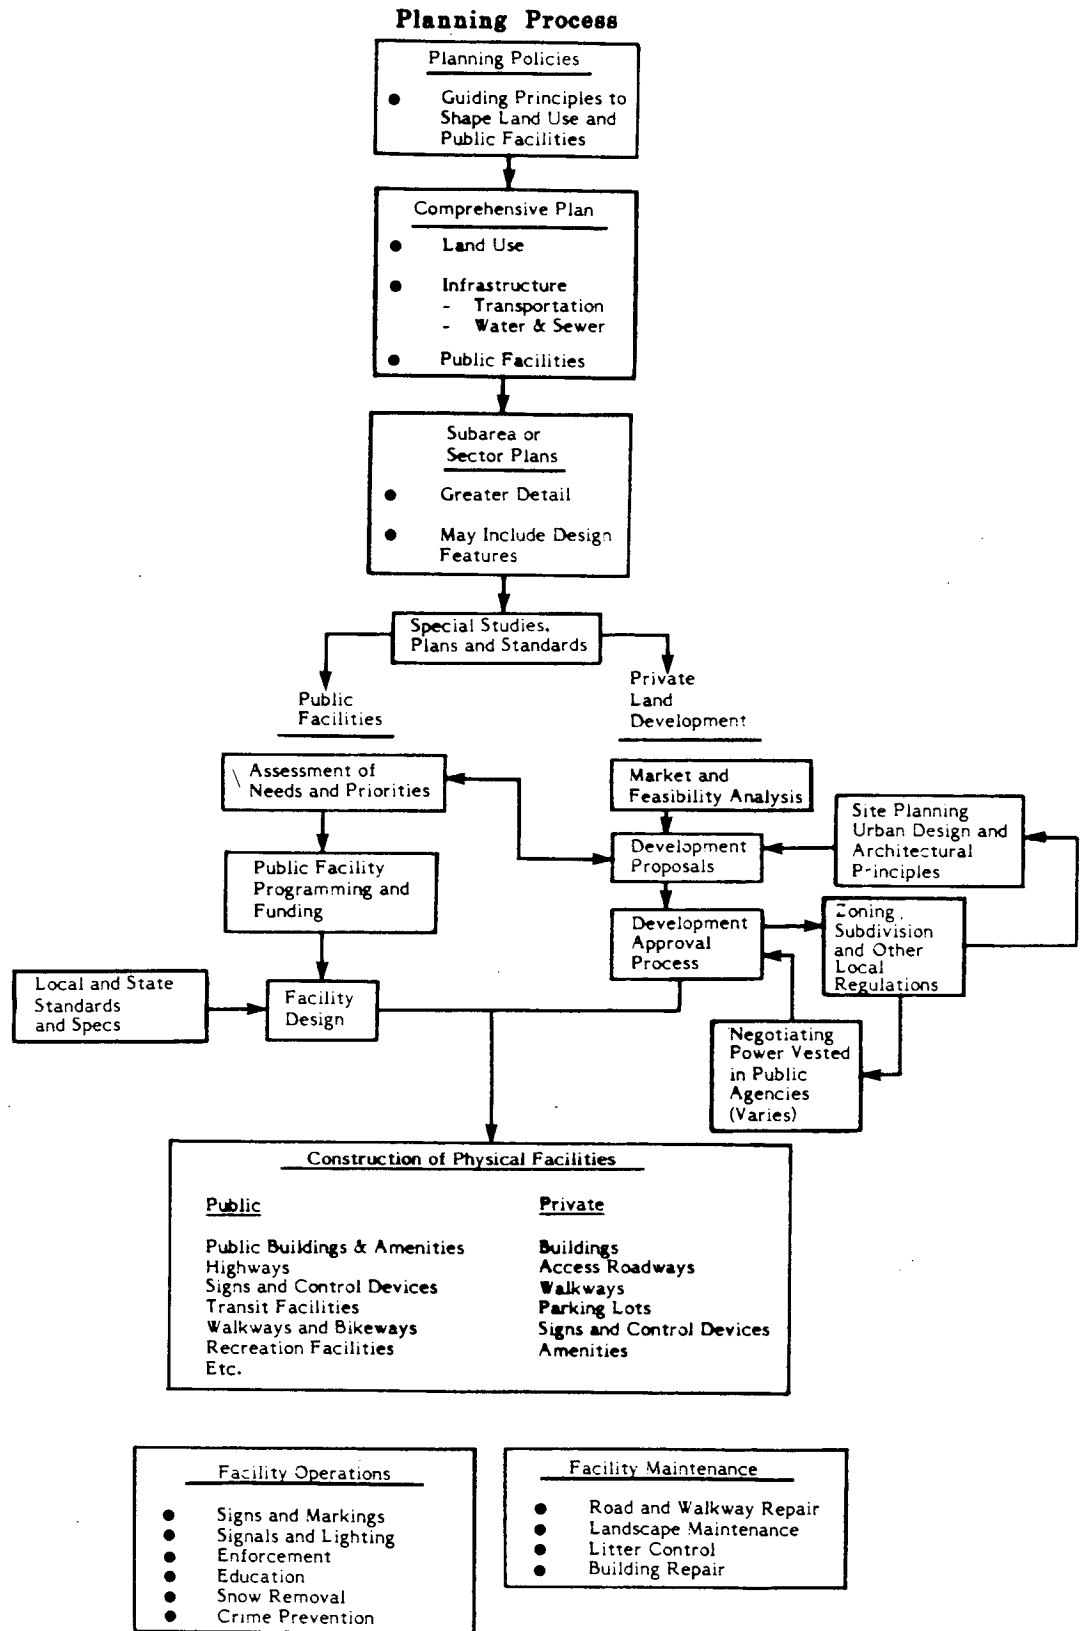 Planning Process
Planning Policies
● Guiding Principles to
Shape Land Use and
Public Facilities
Comprehensive Plan
● Land Use
● Infrastructure
- Transportation
- Water & Sewer
● Public Facilities
Subarea or
Sector Plans
● Greater Detail
● May Include Design
Features
Special Studies,
Plans and Standards
Public
Facilities
Private
Land
Development
Assessment of
Needs and Priorities
Market and
Feasibility Analysis
Site Planning
Urban Design and
Architectural
Principles
Development
Proposals
Public Facility
Programming and
Funding
Development
Approval
Process
Zoning,
Subdivision
and Other
Local
Regulations
Local and State
Standards
and Specs
Facility
Design
Negotiating
Power Vested
in Public
Agencies
(Varies)
Construction of Physical Facilities
Public
Public Buildings & Amenities
Highways
Signs and Control Devices
Transit Facilities
Walkways and Bikeways
Recreation Facilities
Etc.
Private
Buildings
Access Roadways
Walkways
Parking Lots
Signs and Control Devices
Amenities
Facility Operations
● Signs and Markings
● Signals and Lighting
● Enforcement
● Education
● Snow Removal
● Crime Prevention
Facility Maintenance
● Road and Walkway Repair
● Landscape Maintenance
● Litter Control
● Building Repair